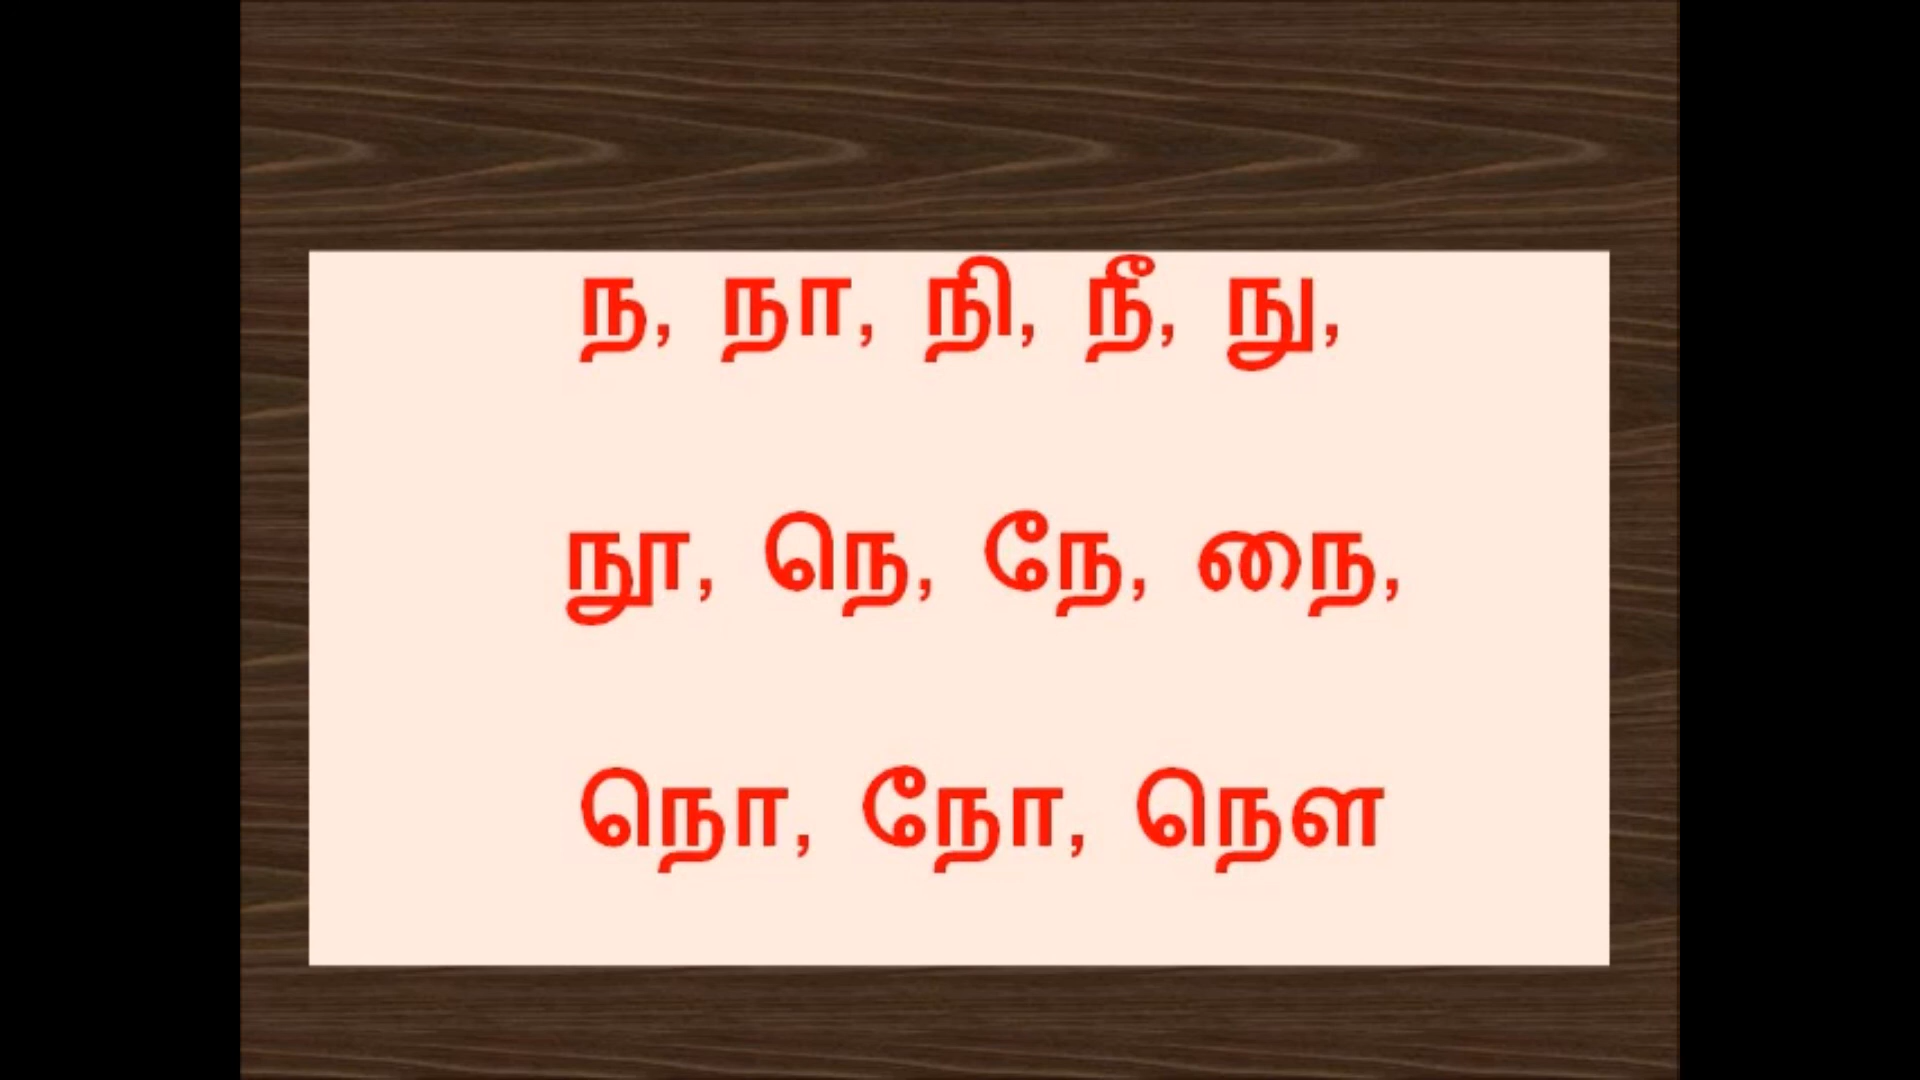 ந, நா, நி, நீ, நு,
நூ, நெ, நே, நை,
நொ, நோ, நௌ